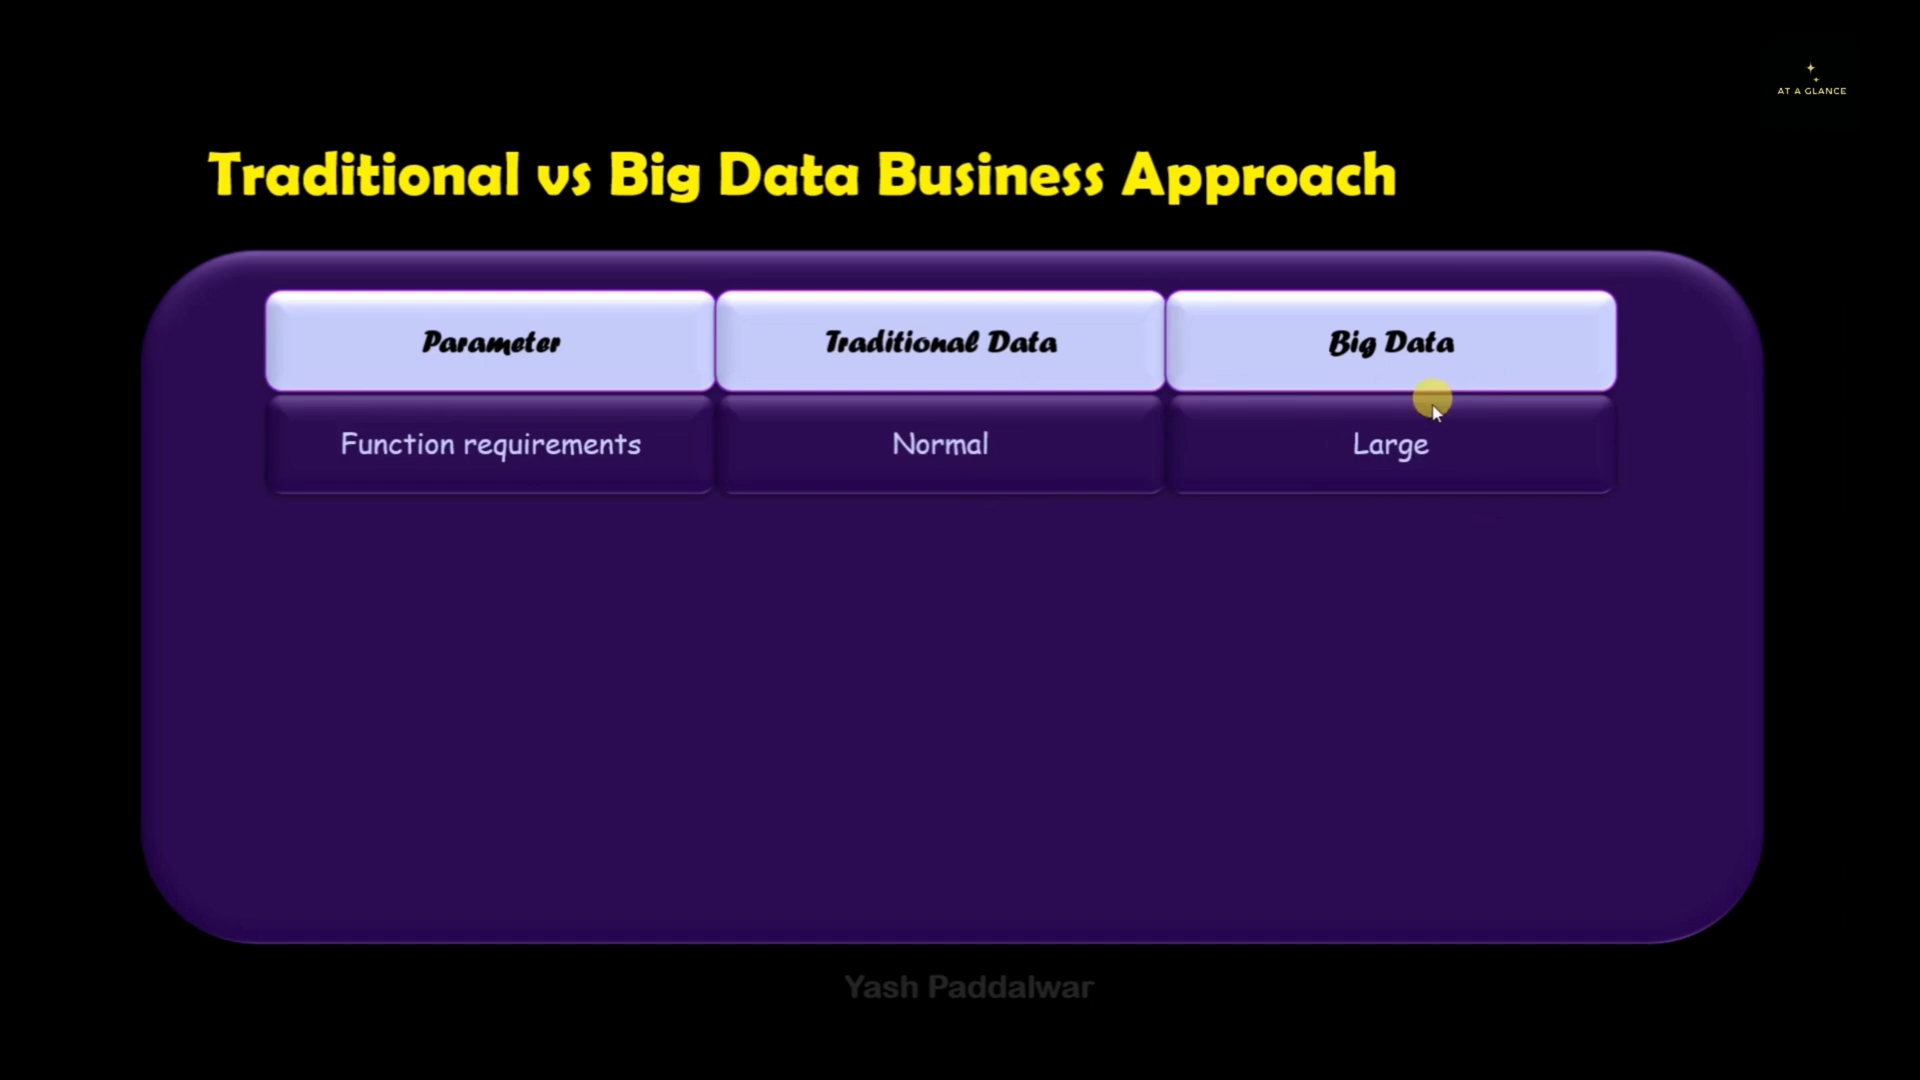 AT A GLANCE
Traditional vs Big Data Business Approach
Parameter Traditional Data Big Data
Function requirements Normal Large
Yash Paddalwar